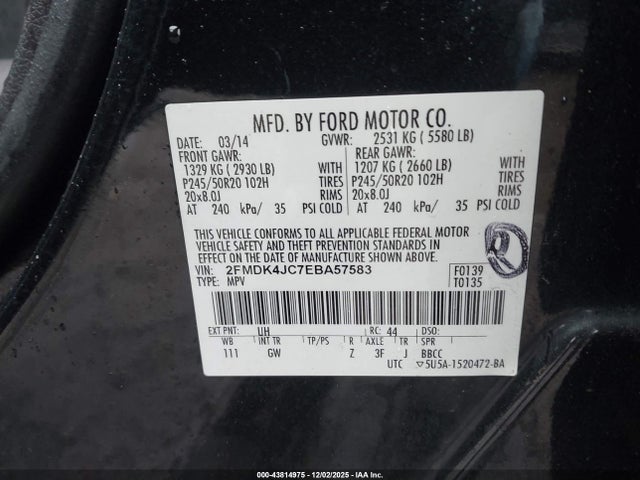 MFD. BY FORD MOTOR CO.
DATE: 03/14 GVWR: 2531 KG ( 5580 LB)
FRONT GAWR: REAR GAWR:
1329 KG ( 2930 LB) WITH 1207 KG ( 2660 LB) WITH
P245/50R20 102H TIRES P245/50R20 102H TIRES
20x8.0J RIMS 20x8.0J RIMS
AT 240 kPa/ 35 PSI COLD AT 240 kPa/ 35 PSI COLD
THIS VEHICLE CONFORMS TO ALL APPLICABLE FEDERAL MOTOR
VEHICLE SAFETY AND THEFT PREVENTION STANDARDS IN
EFFECT ON THE DATE OF MANUFACTURE SHOWN ABOVE.
VIN: 2FMDK4JC7EBA57583 F0139
TYPE: MPV T0135
EXT PNT: UH RC: 44 DSO:
WB INT TR TP/PS R AXLE TR SPR
111 GW Z 3F J BBCC
UTC ▽5U5A-1520472-BA
000-43814975 - 12/02/2025 - IAA Inc.